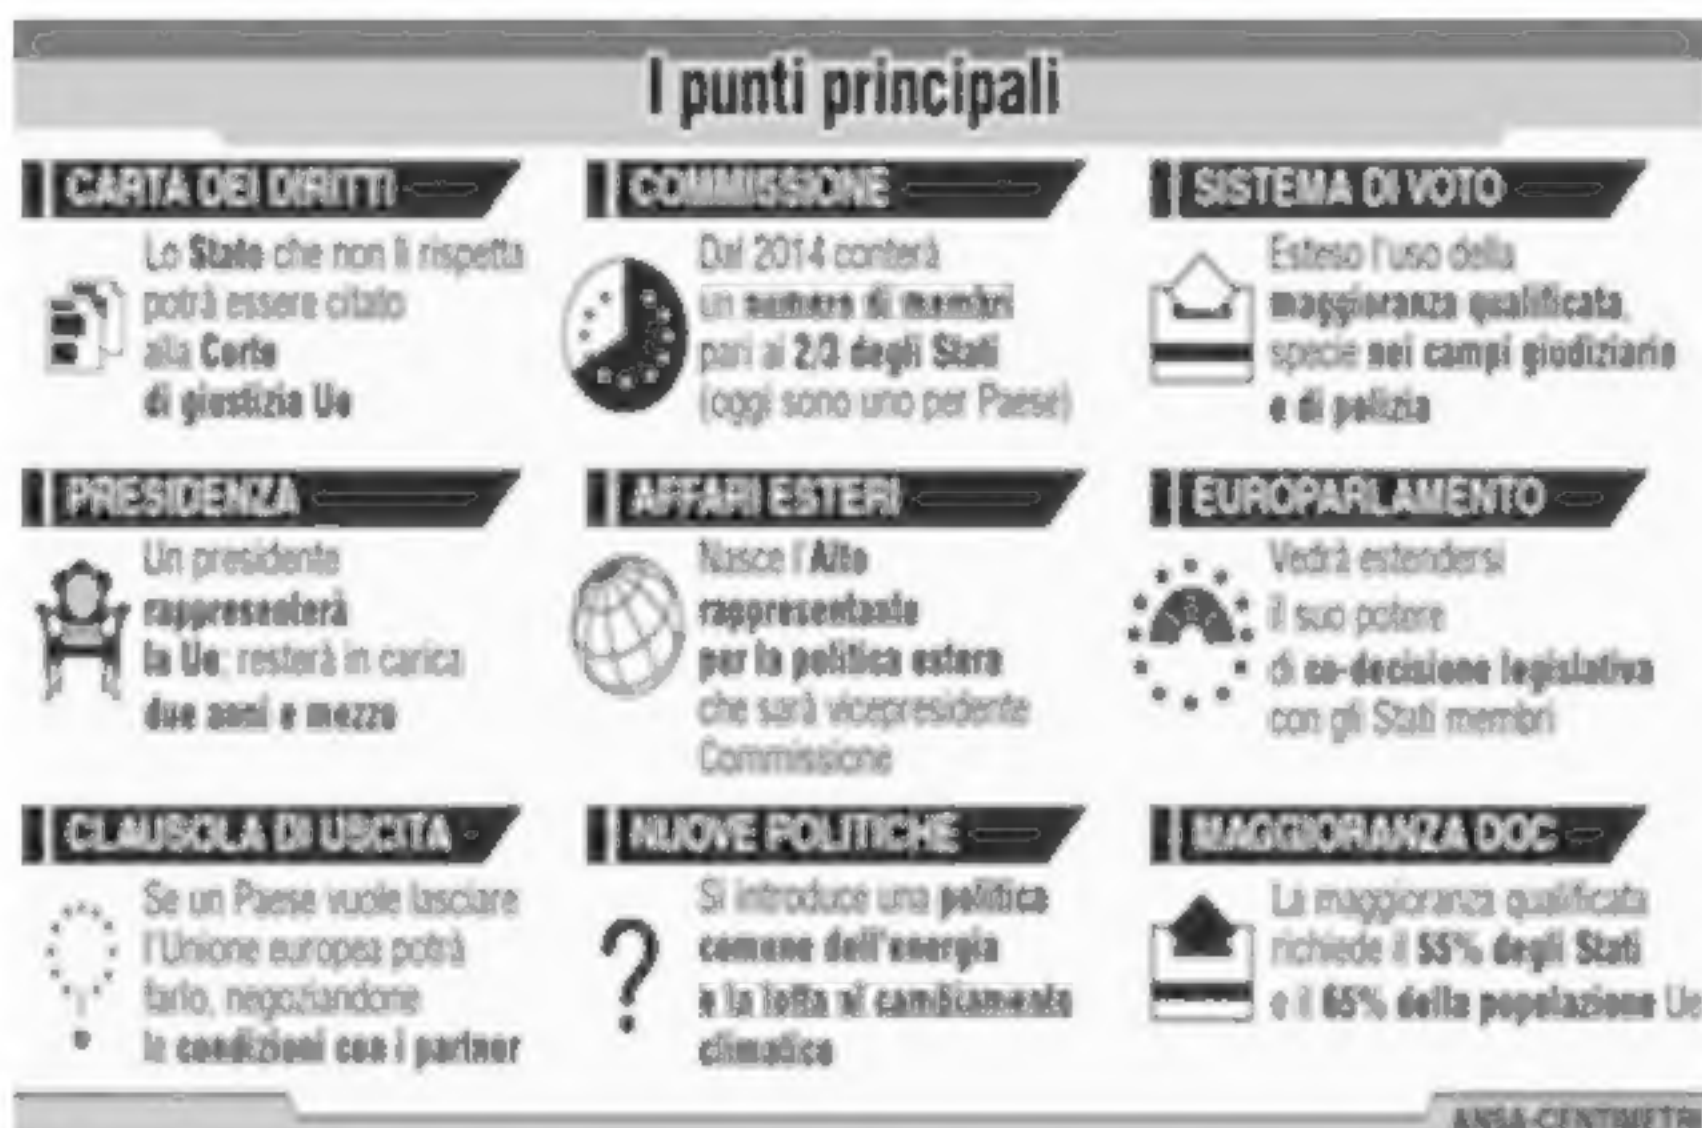 I punti principali
CARTA DEI DIRITTI
Lo Stato che non li rispetta
potrà essere citato
alla Corte
di giustizia Ue
COMMISSIONE
Dal 2014 conterà
un numero di membri
pari ai 2/3 degli Stati
(oggi sono uno per Paese)
SISTEMA DI VOTO
Esteso l'uso della
maggioranza qualificata,
specie nei campi giudiziario
e di polizia
PRESIDENZA
Un presidente
rappresenterà
la Ue; resterà in carica
due anni e mezzo
AFFARI ESTERI
Nasce l'Alto
rappresentante
per la politica estera
che sarà vicepresidente
Commissione
EUROPARLAMENTO
Vedrà estendersi
il suo potere
di co-decisione legislativa
con gli Stati membri
CLAUSOLA DI USCITA
Se un Paese vuole lasciare
l'Unione europea potrà
farlo, negoziandone
le condizioni con i partner
NUOVE POLITICHE
Si introduce una politica
comune dell'energia
e la lotta al cambiamento
climatico
MAGGIORANZA DOC
La maggioranza qualificata
richiede il 55% degli Stati
e il 65% della popolazione Ue
ANSA-CENTIMETRI